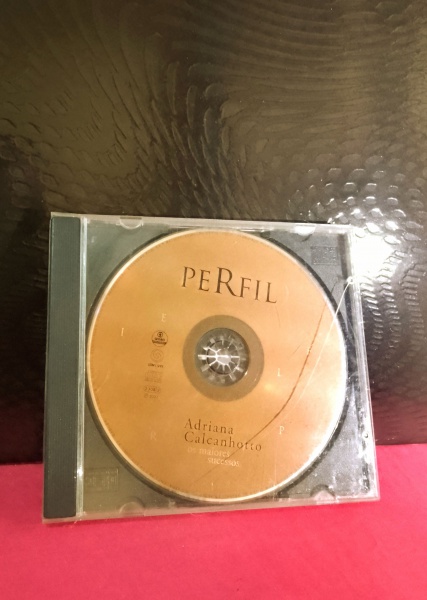 PERFIL
Adriana
Calcanhotto
os maiores
sucessos